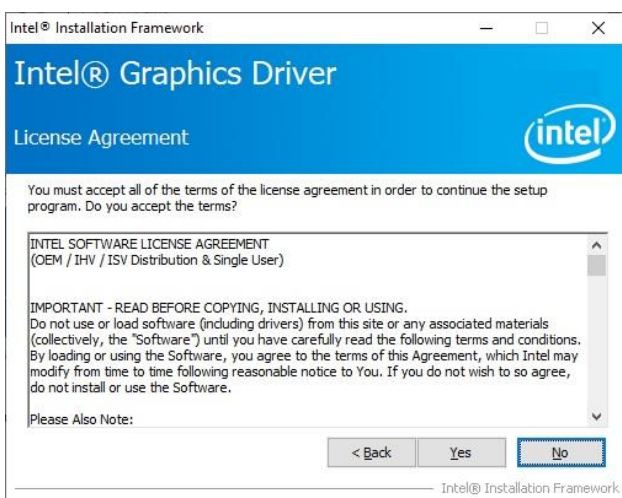 Intel® Installation Framework
Intel® Graphics Driver
License Agreement
intel
You must accept all of the terms of the license agreement in order to continue the setup
program. Do you accept the terms?
INTEL SOFTWARE LICENSE AGREEMENT
(OEM / IHV / ISV Distribution & Single User)
IMPORTANT - READ BEFORE COPYING, INSTALLING OR USING.
Do not use or load software (including drivers) from this site or any associated materials
(collectively, the "Software") until you have carefully read the following terms and conditions.
By loading or using the Software, you agree to the terms of this Agreement, which Intel may
modify from time to time following reasonable notice to You. If you do not wish to so agree,
do not install or use the Software.
Please Also Note:
< Back Yes No
Intel® Installation Framework